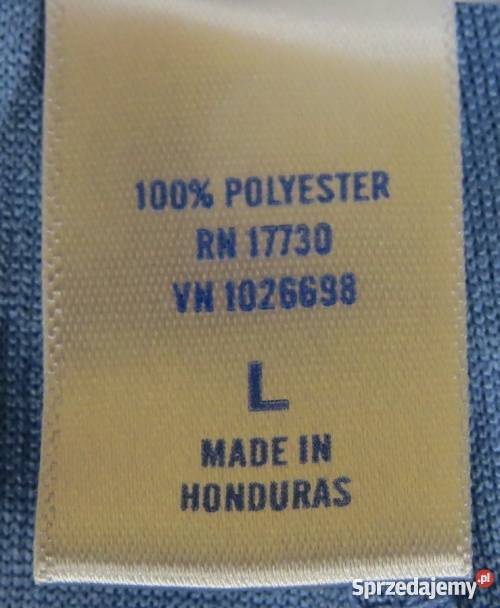 100% POLYESTER
RN 17730
VN 1026698
L
MADE IN
HONDURAS
Sprzedajemy.pl